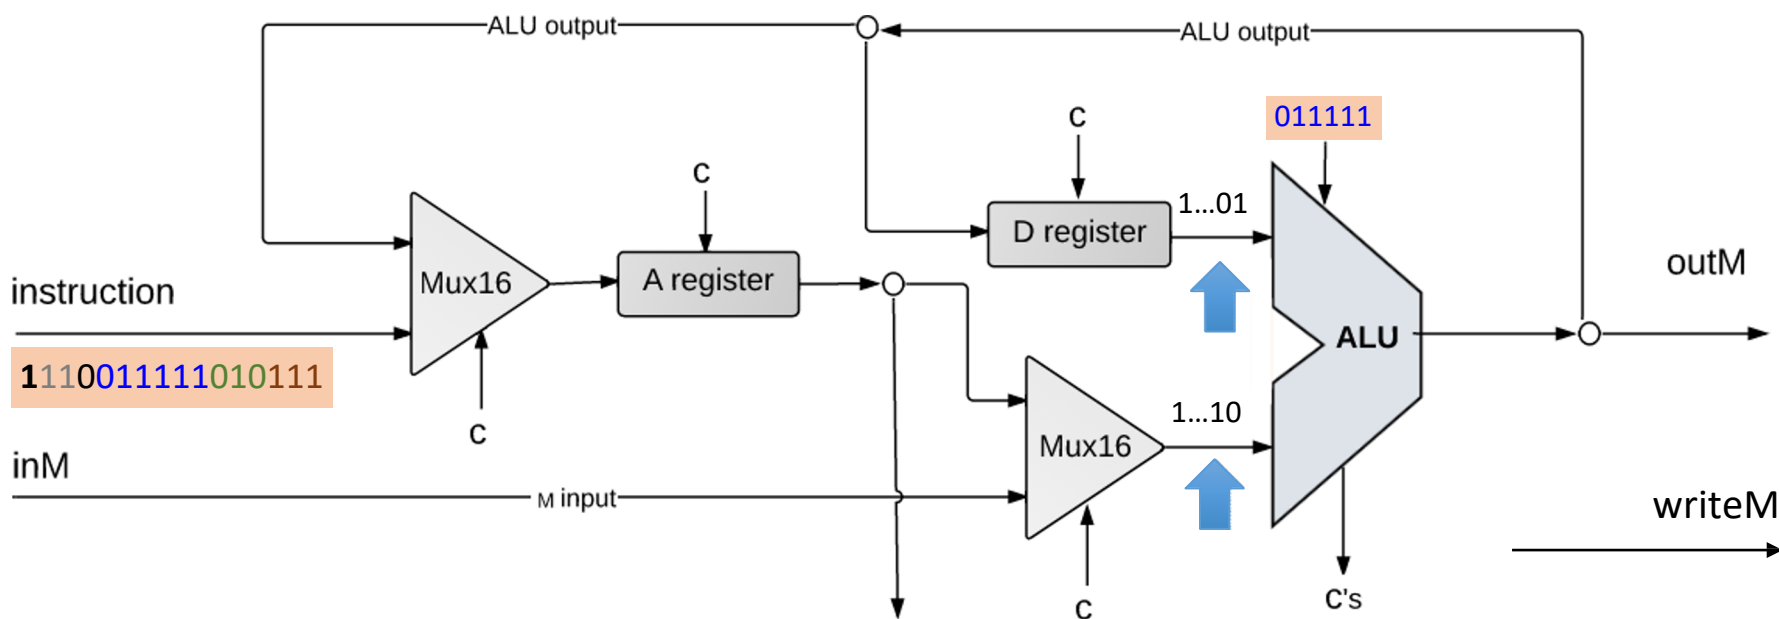 ALU output
ALU output
011111
c
c
1...01
D register
outM
Mux16
A register
instruction
ALU
1110011111010111
1...10
c
Mux16
inM
M input
writeM
c
c's